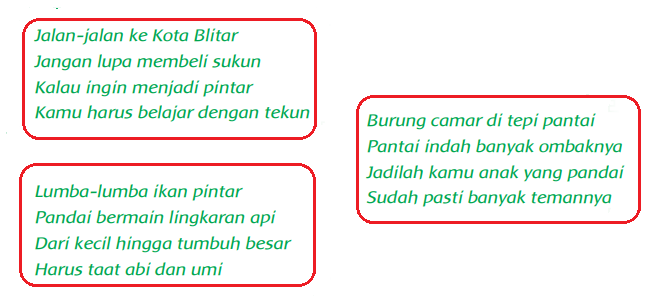 Jalan-jalan ke Kota Blitar
Jangan lupa membeli sukun
Kalau ingin menjadi pintar
Kamu harus belajar dengan tekun
Lumba-lumba ikan pintar
Pandai bermain lingkaran api
Dari kecil hingga tumbuh besar
Harus taat abi dan umi
Burung camar di tepi pantai
Pantai indah banyak ombaknya
Jadilah kamu anak yang pandai
Sudah pasti banyak temannya